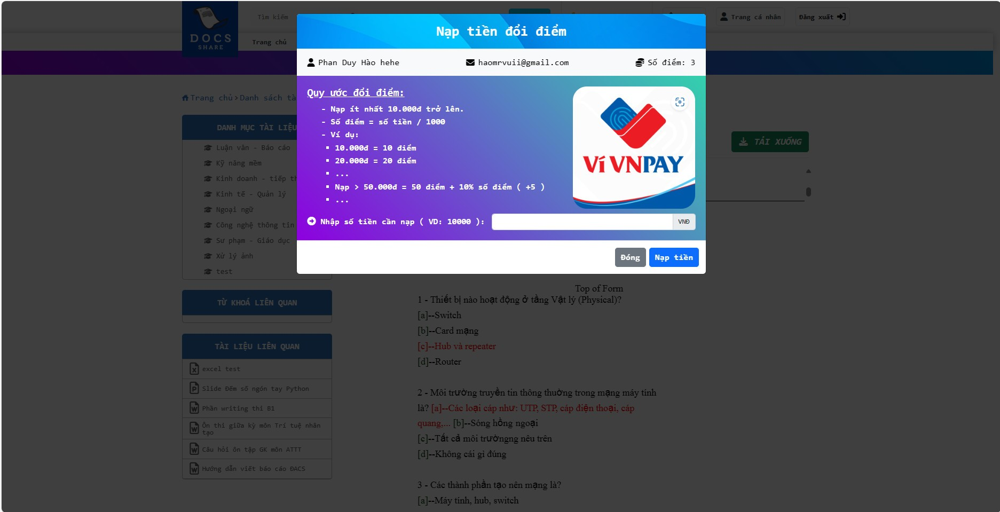 DOCS
SHARE
Tìm kiếm
Trang cá nhân
Đăng xuất
Trang chủ
Nạp tiền đổi điểm
Phan Duy Hào hehe
haomrvuii@gmail.com
Số điểm: 3
Quy ước đổi điểm:
- Nạp ít nhất 10.000đ trở lên.
- Số điểm = số tiền / 1000
- Ví dụ:
10.000đ = 10 điểm
20.000đ = 20 điểm
...
Nạp > 50.000đ = 50 điểm + 10% số điểm ( +5 )
...
Ví VNPAY
Nhập số tiền cần nạp ( VD: 10000 ):
VNĐ
Đóng
Nạp tiền
Trang chủ > Danh sách tà
DANH MỤC TÀI LIỆU
Luận văn - Báo cáo
Kỹ năng mềm
Kinh doanh - tiếp th
Kinh tế - Quản lý
Ngoại ngữ
Công nghệ thông tin
Sư phạm - Giáo dục
Xử lý ảnh
test
TỪ KHOÁ LIÊN QUAN
TÀI LIỆU LIÊN QUAN
excel test
Slide Đếm số ngón tay Python
Phần writing thi B1
Ôn thi giữa kỳ môn Trí tuệ nhân
tạo
Câu hỏi ôn tập GK môn ATTT
Hướng dẫn viết báo cáo ĐACS
TẢI XUỐNG
Top of Form
1 - Thiết bị nào hoạt động ở tầng Vật lý (Physical)?
[a]--Switch
[b]--Card mạng
[c]--Hub và repeater
[d]--Router
2 - Môi trường truyền tin thông thường trong mạng máy tính
là? [a]--Các loại cáp như: UTP, STP, cáp điện thoại, cáp
quang,... [b]--Sóng hồng ngoại
[c]--Tất cả môi trườngng nêu trên
[d]--Không cái gì đúng
3 - Các thành phần tạo nên mạng là?
[a]--Máy tính, hub, switch